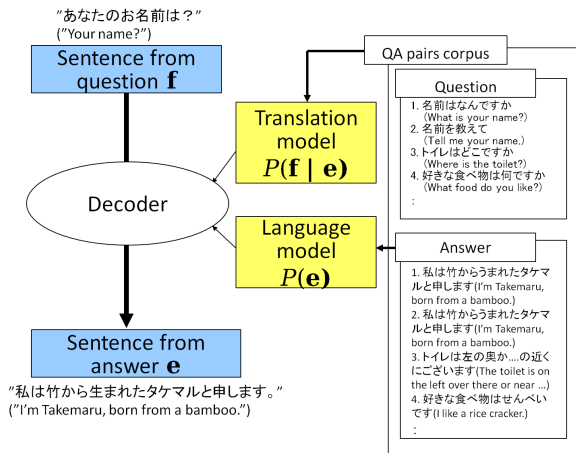 ”あなたのお名前は？”
(”Your name?”)
Sentence from
question f
Decoder
Sentence from
answer e
”私は竹から生まれたタケマルと申します。”
(”I'm Takemaru, born from a bamboo.”)
Translation
model
P(f | e)
Language
model
P(e)
QA pairs corpus
Question
1. 名前はなんですか
(What is your name?)
2. 名前を教えて
(Tell me your name.)
3. トイレはどこですか
(Where is the toilet?)
4. 好きな食べ物は何ですか
(What food do you like?)
:
Answer
1. 私は竹からうまれたタケマ
ルと申します(I'm Takemaru,
born from a bamboo.)
2. 私は竹からうまれたタケマ
ルと申します(I'm Takemaru,
born from a bamboo.)
3. トイレは左の奥か....の近く
にございます(The toilet is on
the left over there or near ...)
4. 好きな食べ物はせんべい
です(I like a rice cracker.)
: